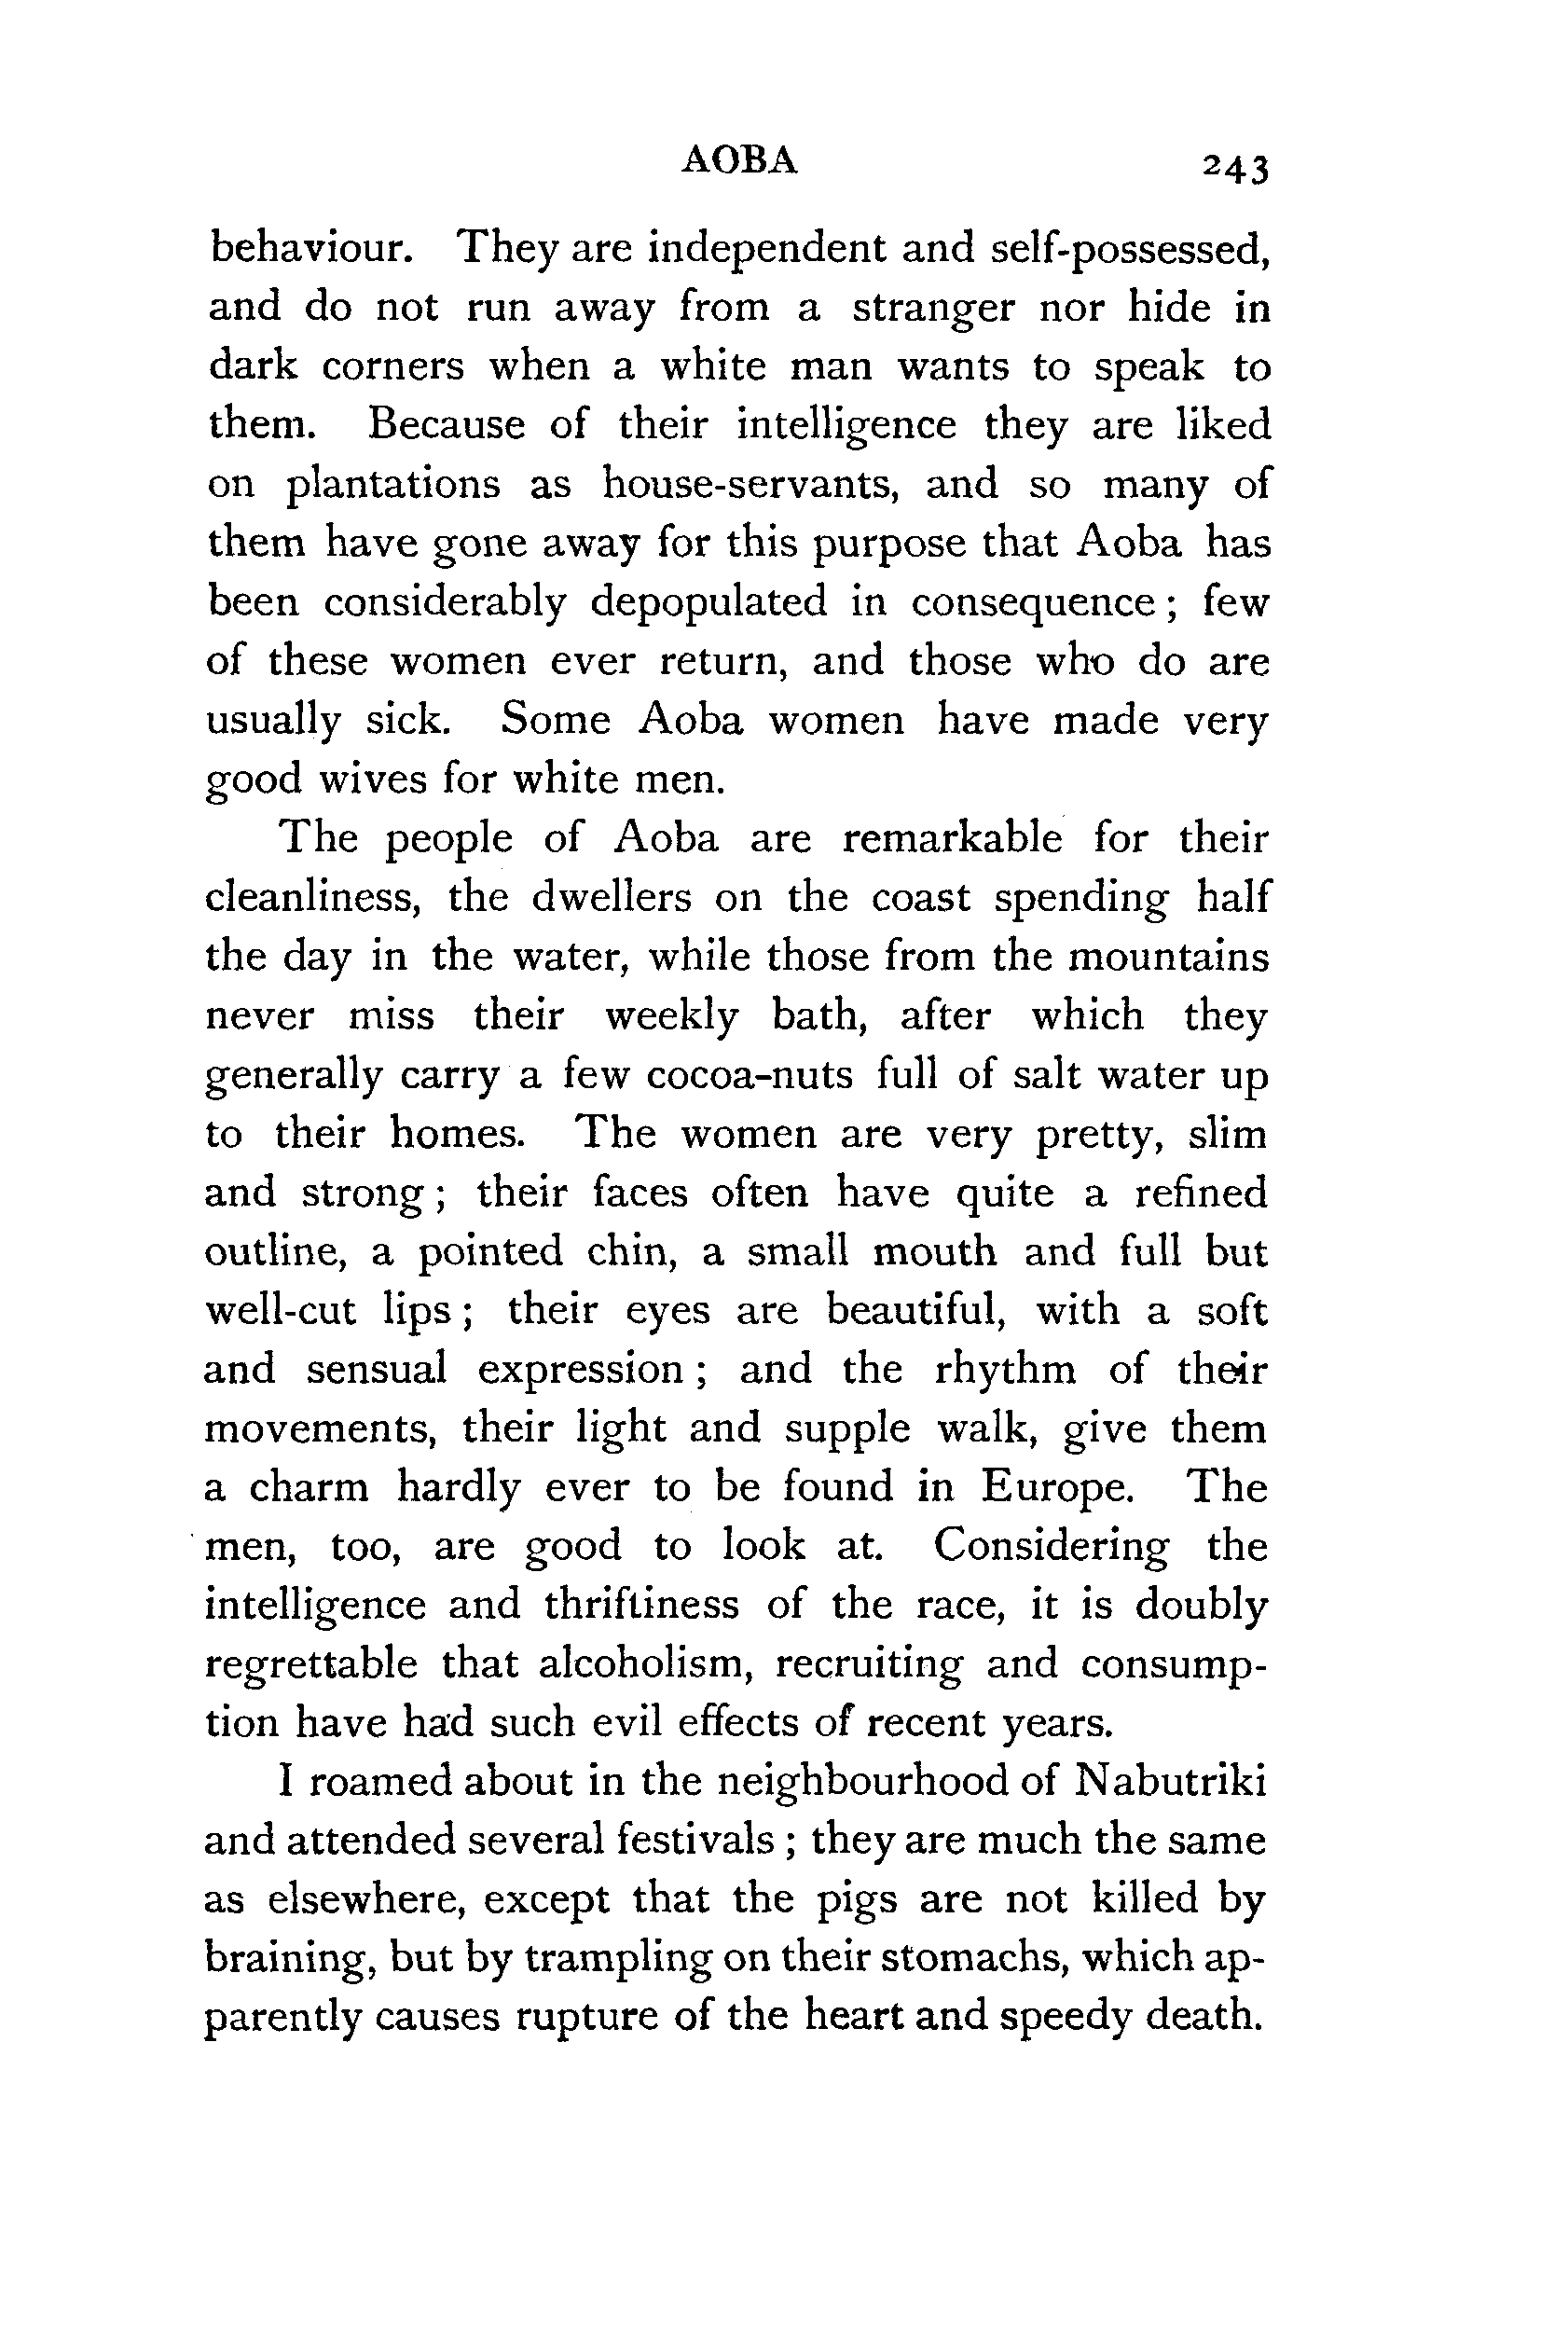 AOBA 243
behaviour. They are independent and self-possessed,
and do not run away from a stranger nor hide in
dark corners when a white man wants to speak to
them. Because of their intelligence they are liked
on plantations as house-servants, and so many of
them have gone away for this purpose that Aoba has
been considerably depopulated in consequence; few
of these women ever return, and those who do are
usually sick. Some Aoba women have made very
good wives for white men.
The people of Aoba are remarkable for their
cleanliness, the dwellers on the coast spending half
the day in the water, while those from the mountains
never miss their weekly bath, after which they
generally carry a few cocoa-nuts full of salt water up
to their homes. The women are very pretty, slim
and strong; their faces often have quite a refined
outline, a pointed chin, a small mouth and full but
well-cut lips; their eyes are beautiful, with a soft
and sensual expression; and the rhythm of their
movements, their light and supple walk, give them
a charm hardly ever to be found in Europe. The
men, too, are good to look at. Considering the
intelligence and thriftiness of the race, it is doubly
regrettable that alcoholism, recruiting and consump-
tion have had such evil effects of recent years.
I roamed about in the neighbourhood of Nabutriki
and attended several festivals; they are much the same
as elsewhere, except that the pigs are not killed by
braining, but by trampling on their stomachs, which ap-
parently causes rupture of the heart and speedy death.